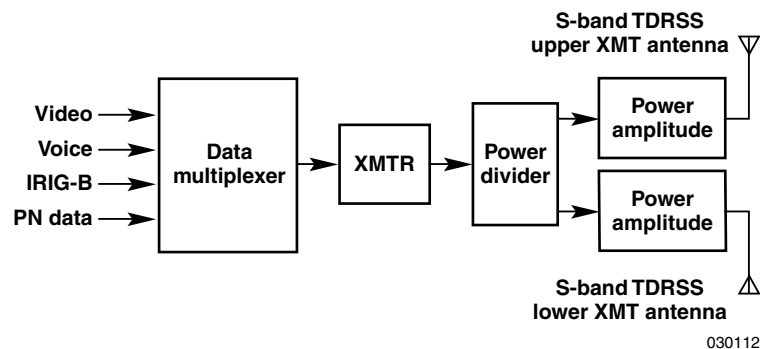 S-band TDRSS
upper XMT antenna
Video
Voice
IRIG-B
PN data
Data
multiplexer
XMTR
Power
divider
Power
amplitude
Power
amplitude
S-band TDRSS
lower XMT antenna
030112